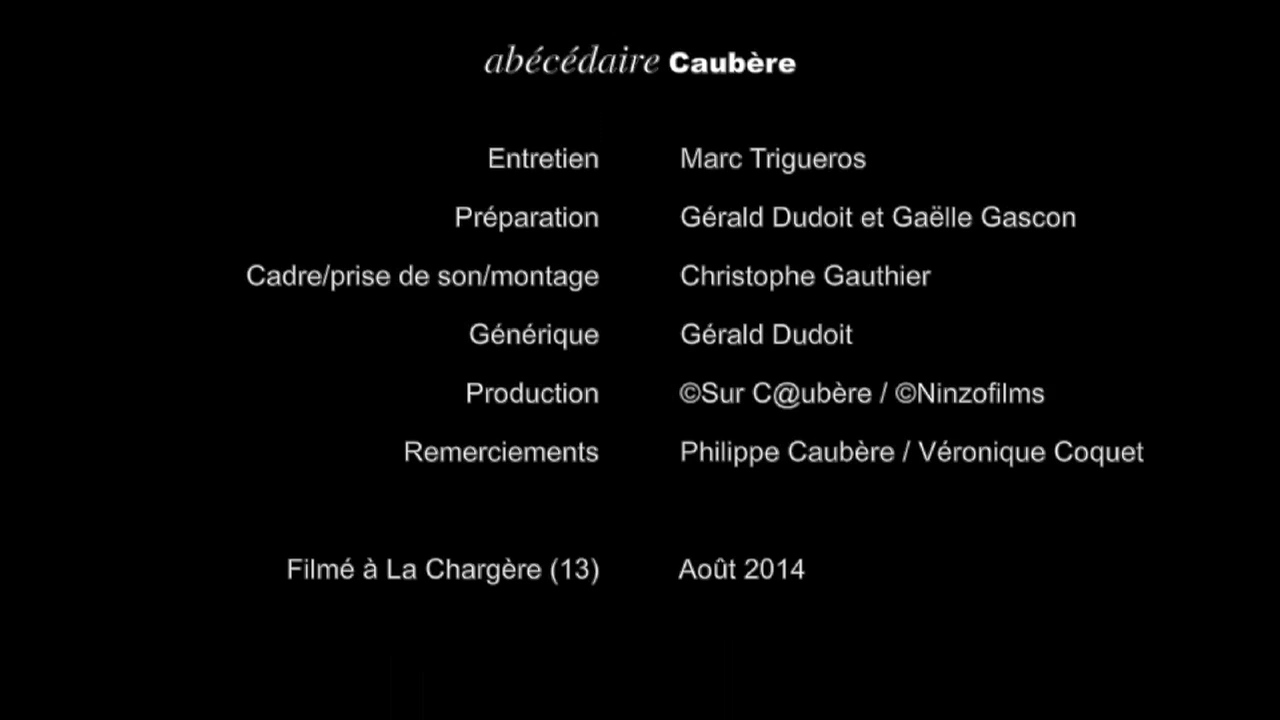 abécédaire Caubère
Entretien Marc Trigueros
Préparation Gérald Dudoit et Gaëlle Gascon
Cadre/prise de son/montage Christophe Gauthier
Générique Gérald Dudoit
Production ©Sur C@ubère / ©Ninzofilms
Remerciements Philippe Caubère / Véronique Coquet
Filmé à La Chargère (13) Août 2014